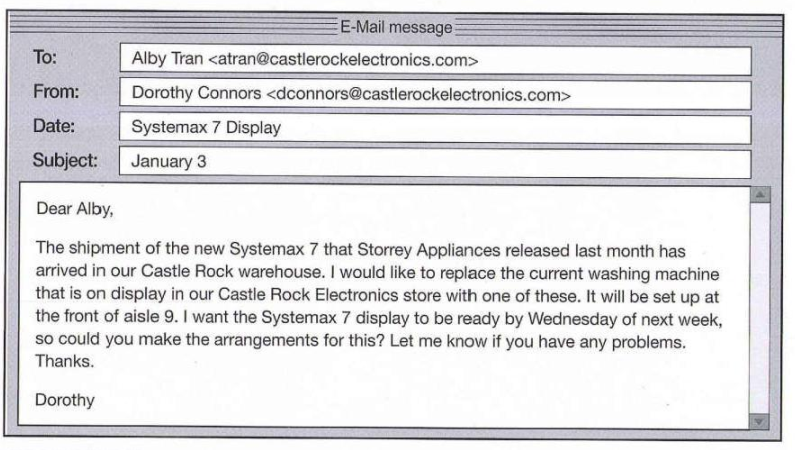 E-Mail message
To: Alby Tran <atran@castlerockelectronics.com>
From: Dorothy Connors <dconnors@castlerockelectronics.com>
Date: Systemax 7 Display
Subject: January 3
Dear Alby,
The shipment of the new Systemax 7 that Storrey Appliances released last month has
arrived in our Castle Rock warehouse. I would like to replace the current washing machine
that is on display in our Castle Rock Electronics store with one of these. It will be set up at
the front of aisle 9. I want the Systemax 7 display to be ready by Wednesday of next week,
so could you make the arrangements for this? Let me know if you have any problems.
Thanks.
Dorothy